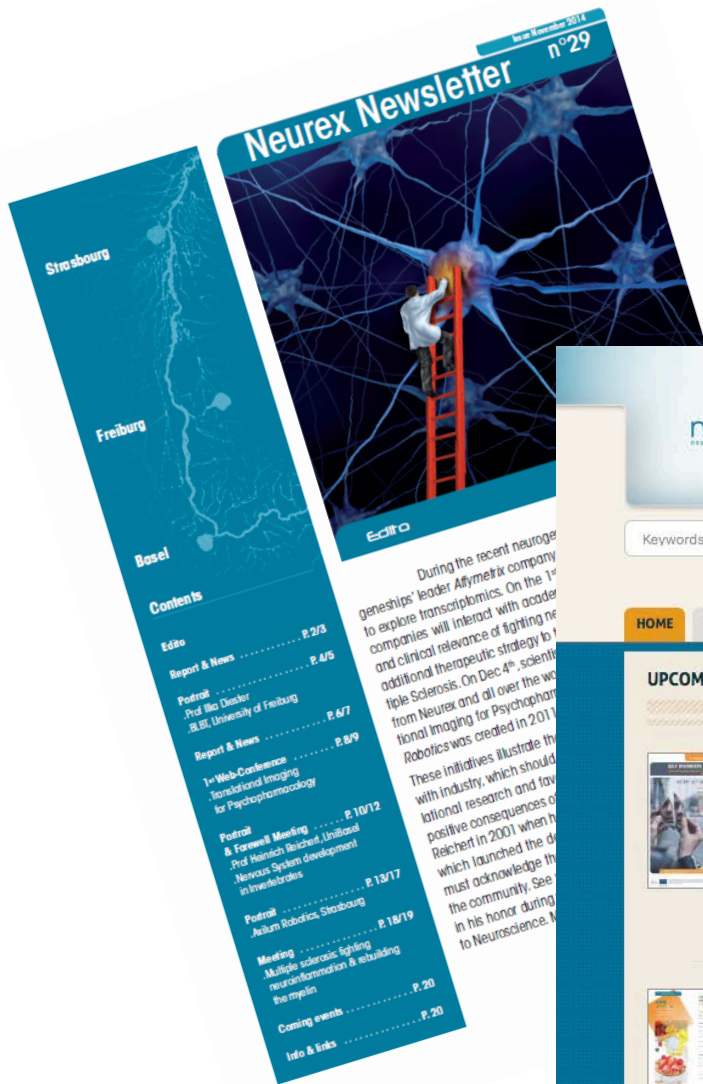 Issue November 2014
n°29
Neurex Newsletter
Strasbourg
Freiburg
Basel
Contents
Edito
Report & News . . . . . . . . . . . . P. 2/3
Portrait . . . . . . . . . . . . . . . . P. 4/5
.Prof Ilka Diester
.BLBT, University of Freiburg
Report & News . . . . . . . . . . . P. 6/7
1st Web-Conference . . . . . . . . P. 8/9
.Translational Imaging
for Psychopharmacology
Portrait
& Farewell Meeting . . . . . . P. 10/12
.Prof Heinrich Reichert, UniBasel
.Nervous System development
in Invertebrates
Portrait . . . . . . . . . . . . . . . P. 13/17
.Axilum Robotics, Strasbourg
Meeting . . . . . . . . . . . . . . P. 18/19
.Multiple sclerosis: fighting
neuroinflammation & rebuilding
the myelin
Coming events . . . . . . . . . . . . P. 20
Info & links . . . . . . . . . . . . . . P. 20
Edito
During the recent neuroge
geneships' leader Affymetrix company
to explore transcriptomics. On the 1st
companies will interact with acade
and clinical relevance of fighting ne
additional therapeutic strategy to t
tiple Sclerosis. On Dec 4th, scienti
from Neurex and all over the wo
tional Imaging for Psychophar
Robotics was created in 2011
These initiatives illustrate th
with industry, which should
lational research and fav
positive consequences o
Reichert in 2001 when h
which launched the de
must acknowledge th
the community. See
in his honor during
to Neuroscience. M
n
Keywords
HOME
UPCOM